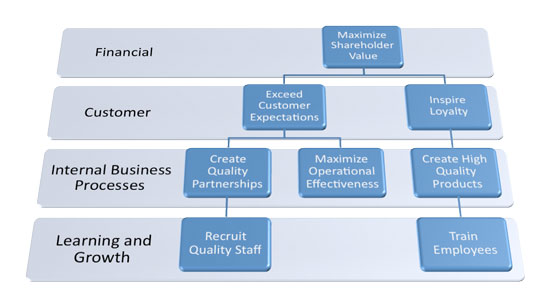 Financial
Maximize
Shareholder
Value
Customer
Exceed
Customer
Expectations
Inspire
Loyalty
Internal Business
Processes
Create
Quality
Partnerships
Maximize
Operational
Effectiveness
Create High
Quality
Products
Learning and
Growth
Recruit
Quality Staff
Train
Employees